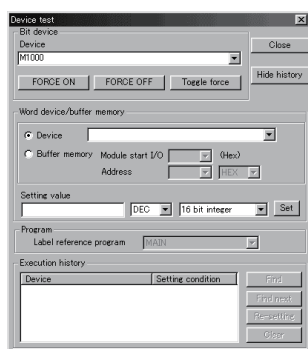 Device test
Bit device
Device
M1000
Close
FORCE ON FORCE OFF Toggle force
Hide history
Word device/buffer memory
Device
Buffer memory Module start I/O (Hex)
Address HEX
Setting value
DEC 16 bit integer Set
Program
Label reference program MAIN
Execution history
Device Setting condition
Find
Find next
Re-setting
Clear